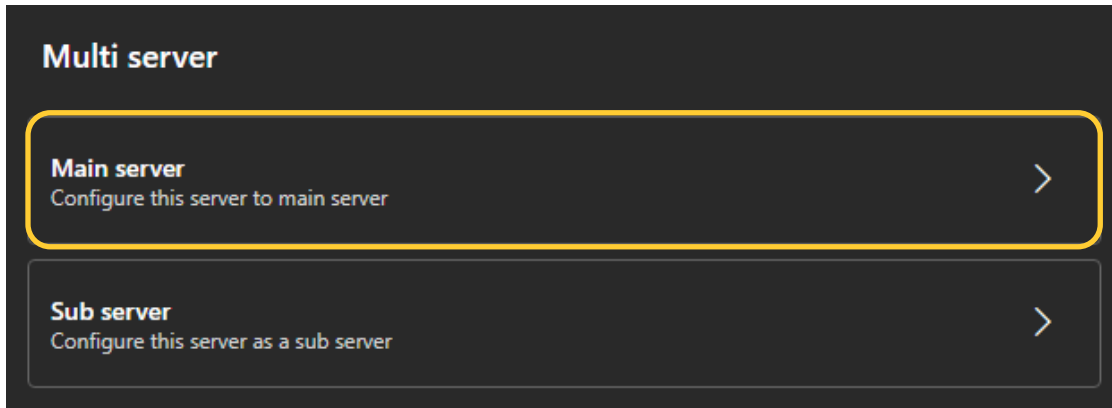 Multi server
Main server
Configure this server to main server
Sub server
Configure this server as a sub server